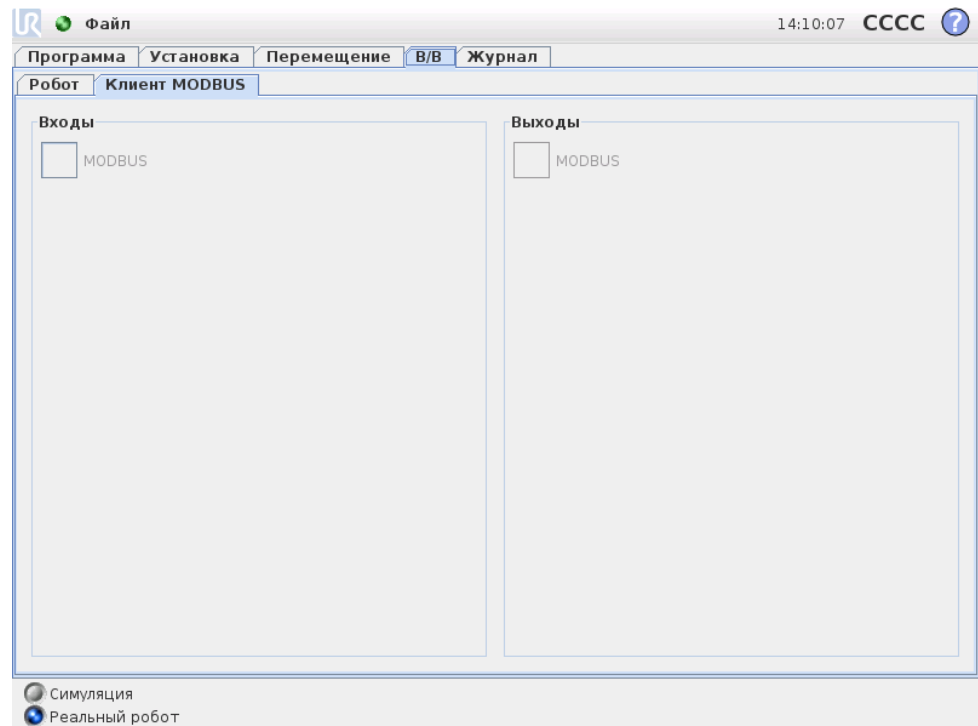 UR Файл 14:10:07 CCCC ?
Программа Установка Перемещение В/В Журнал
Робот Клиент MODBUS
Входы Выходы
MODBUS MODBUS
Симуляция
Реальный робот